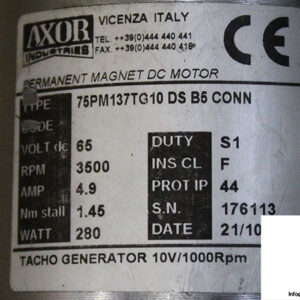 AXOR
INDUSTRIES
VICENZA ITALY
TEL ++39(0)444 440 441
FAX ++39(0)444 440 418
CE
PERMANENT MAGNET DC MOTOR
TYPE 75PM137TG10 DS B5 CONN
CODE
VOLT dc 65 DUTY S1
RPM 3500 INS CL F
AMP 4.9 PROT IP 44
Nm stall 1.45 S.N. 176113
WATT 280 DATE 21/10
TACHO GENERATOR 10V/1000Rpm